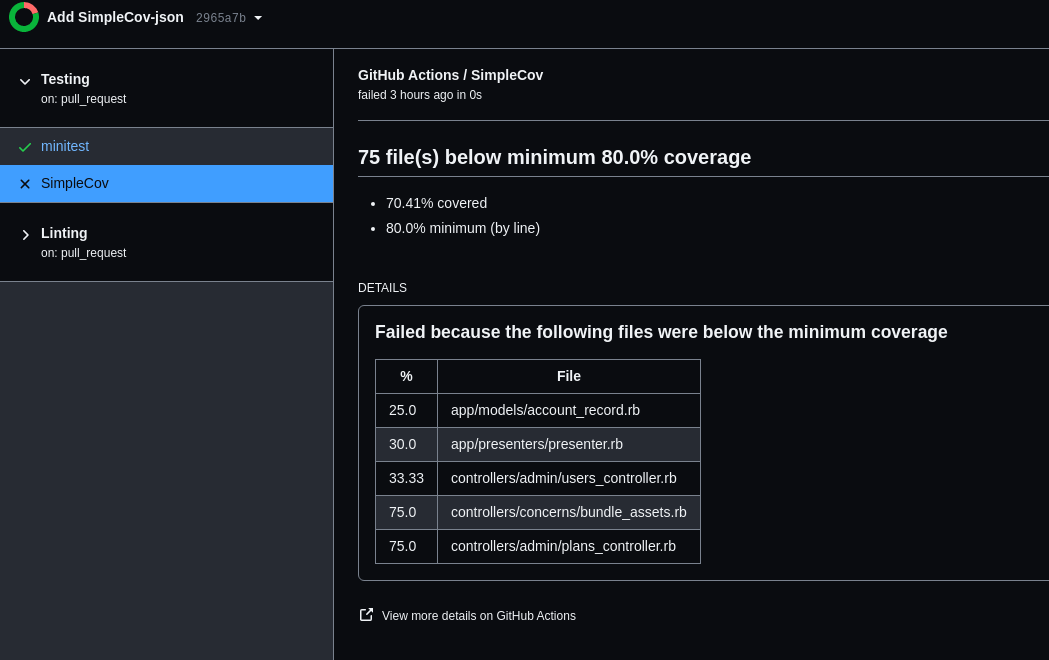 Add SimpleCov-json 2965a7b
Testing
on: pull_request
minitest
SimpleCov
Linting
on: pull_request
GitHub Actions / SimpleCov
failed 3 hours ago in 0s
75 file(s) below minimum 80.0% coverage
70.41% covered
80.0% minimum (by line)
DETAILS
Failed because the following files were below the minimum coverage
% File
25.0 app/models/account_record.rb
30.0 app/presenters/presenter.rb
33.33 controllers/admin/users_controller.rb
75.0 controllers/concerns/bundle_assets.rb
75.0 controllers/admin/plans_controller.rb
View more details on GitHub Actions